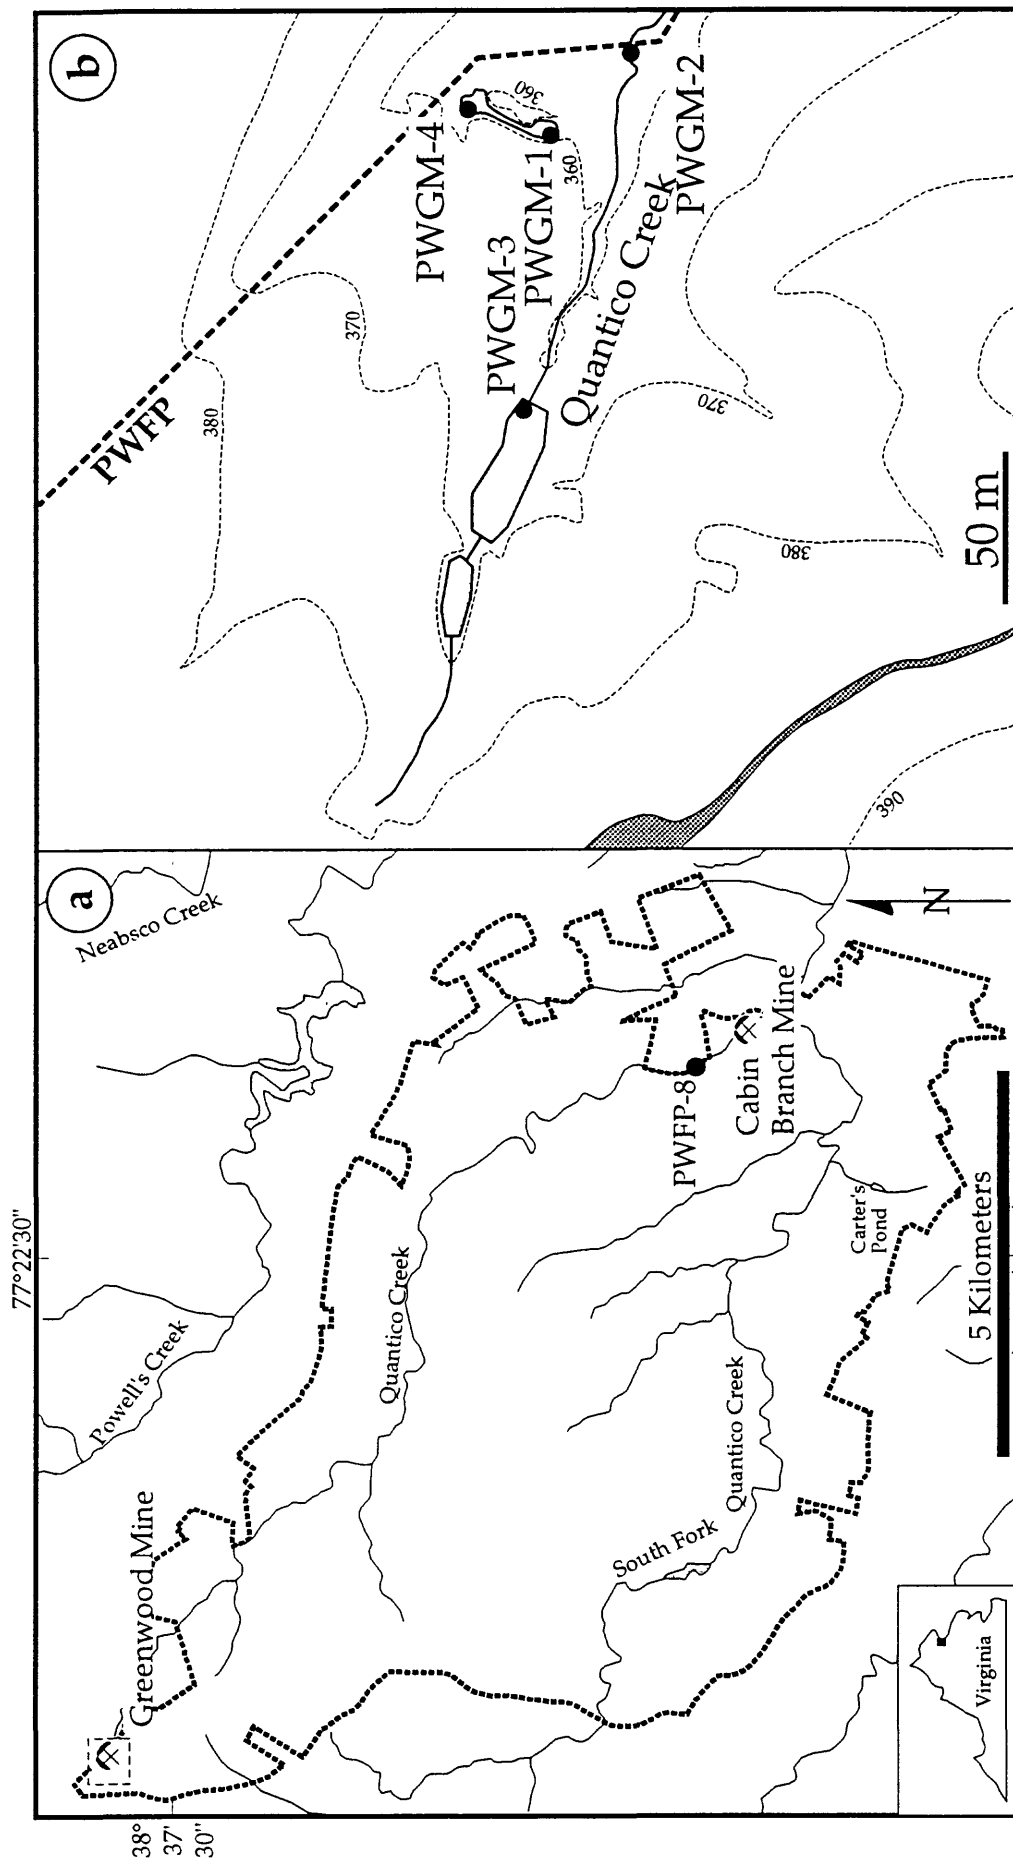 a
77°22'30"
38°
37'
30"
Neabsco Creek
Powell's Creek
Greenwood Mine
Quantico Creek
PWFP-8
Cabin
Branch Mine
Quantico Creek
South Fork
Carter's
Pond
N
5 Kilometers
Virginia
b
PWFP
380
370
PWGM-4
360
PWGM-1
360
PWGM-3
Quantico Creek
PWGM-2
370
380
390
50 m